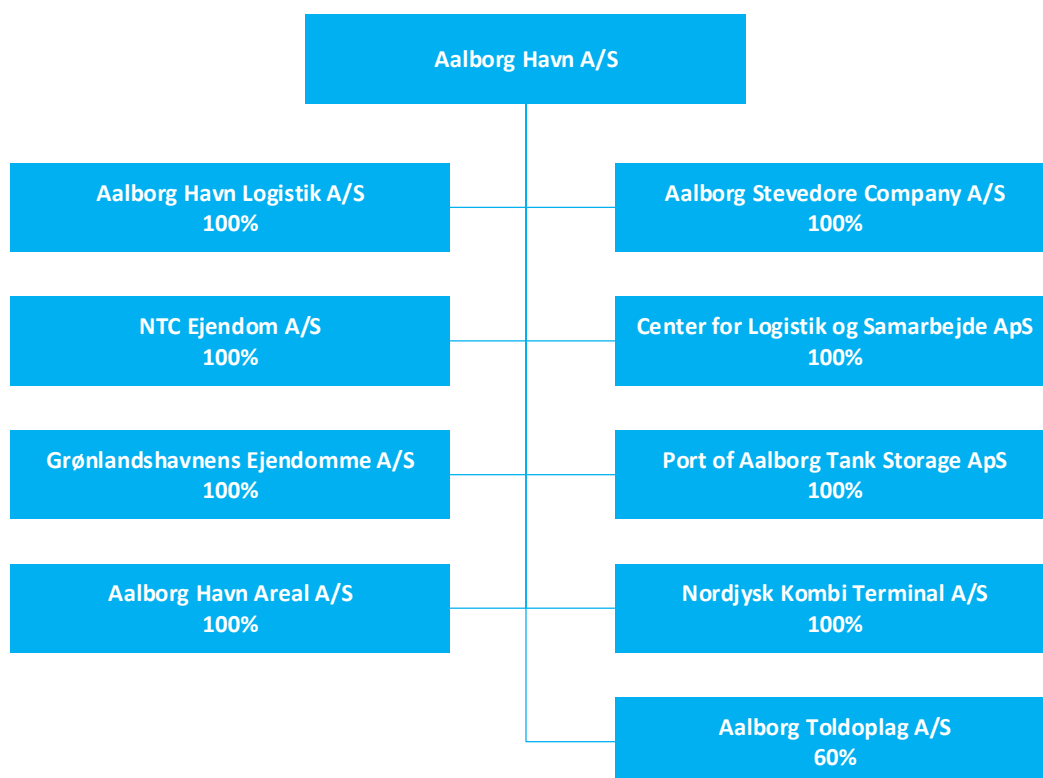 Aalborg Havn A/S
Aalborg Havn Logistik A/S
100%
Aalborg Stevedore Company A/S
100%
NTC Ejendom A/S
100%
Center for Logistik og Samarbejde ApS
100%
Grønlandshavnens Ejendomme A/S
100%
Port of Aalborg Tank Storage ApS
100%
Aalborg Havn Areal A/S
100%
Nordjysk Kombi Terminal A/S
100%
Aalborg Toldoplag A/S
60%